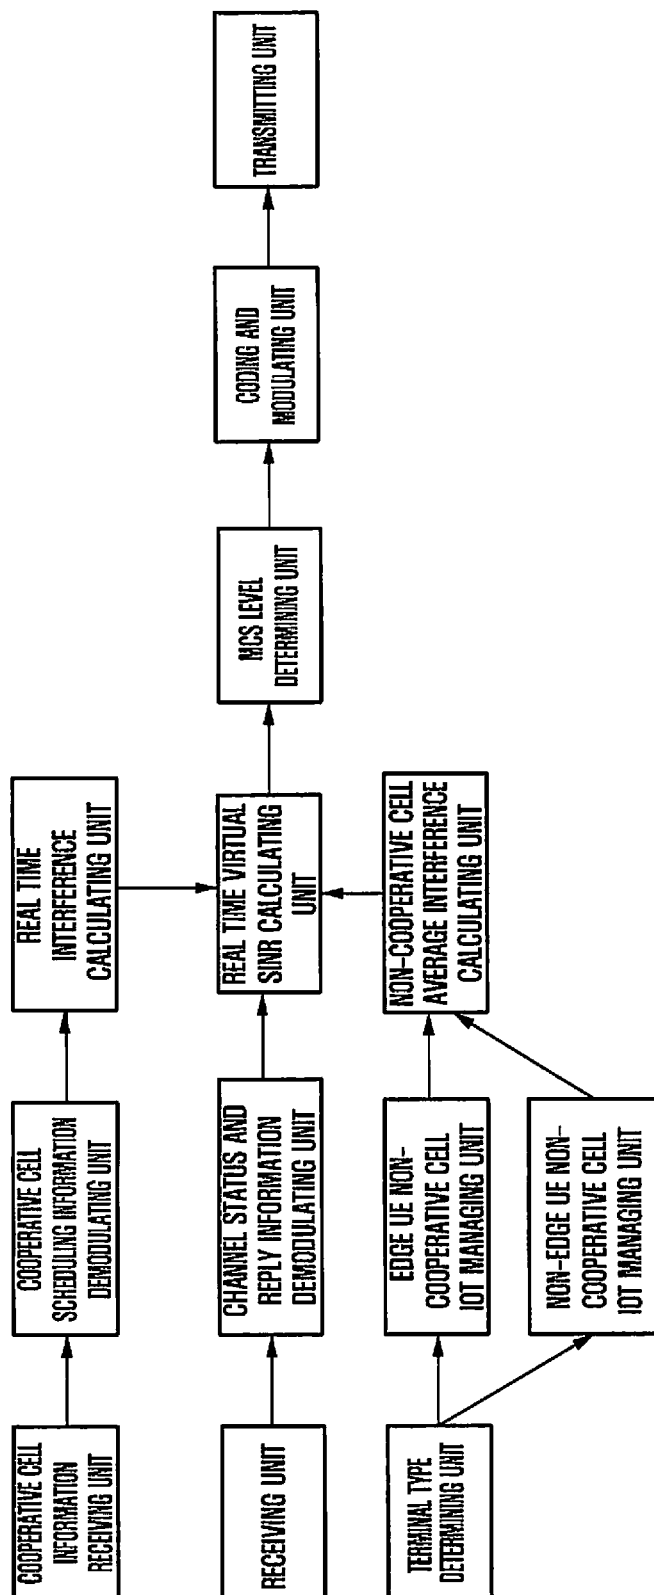 COOPERATIVE CELL
INFORMATION
RECEIVING UNIT
COOPERATIVE CELL
SCHEDULING INFORMATION
DEMODULATING UNIT
REAL TIME
INTERFERENCE
CALCULATING UNIT
RECEIVING UNIT
CHANNEL STATUS AND
REPLY INFORMATION
DEMODULATING UNIT
REAL TIME VIRTUAL
SINR CALCULATING
UNIT
MCS LEVEL
DETERMINING UNIT
CODING AND
MODULATING UNIT
TRANSMITTING UNIT
TERMINAL TYPE
DETERMINING UNIT
EDGE UE NON-
COOPERATIVE CELL
IOT MANAGING UNIT
NON-COOPERATIVE CELL
AVERAGE INTERFERENCE
CALCULATING UNIT
NON-EDGE UE NON-
COOPERATIVE CELL
IOT MANAGING UNIT